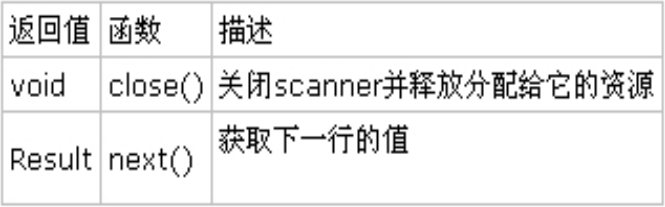 返回值 函数 描述
void close() 关闭scanner并释放分配给它的资源
Result next() 获取下一行的值